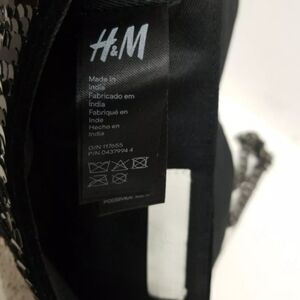 H&M
Made in
India
Fabricado em
Índia
Fabriqué en
Inde
Hecho en
India
O/N 117655
P/N 0437994 4